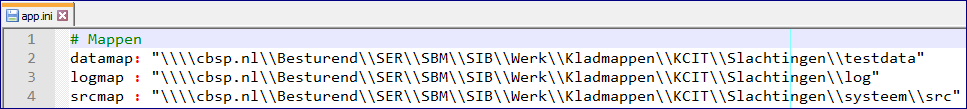 app.ini
1 # Mappen
2 datamap: "\\\\cbsp.nl\\Besturend\\SER\\SBM\\SIB\\Werk\\Kladmappen\\KCIT\\Slachtingen\\testdata"
3 logmap : "\\\\cbsp.nl\\Besturend\\SER\\SBM\\SIB\\Werk\\Kladmappen\\KCIT\\Slachtingen\\log"
4 srcmap : "\\\\cbsp.nl\\Besturend\\SER\\SBM\\SIB\\Werk\\Kladmappen\\KCIT\\Slachtingen\\systeem\\src"